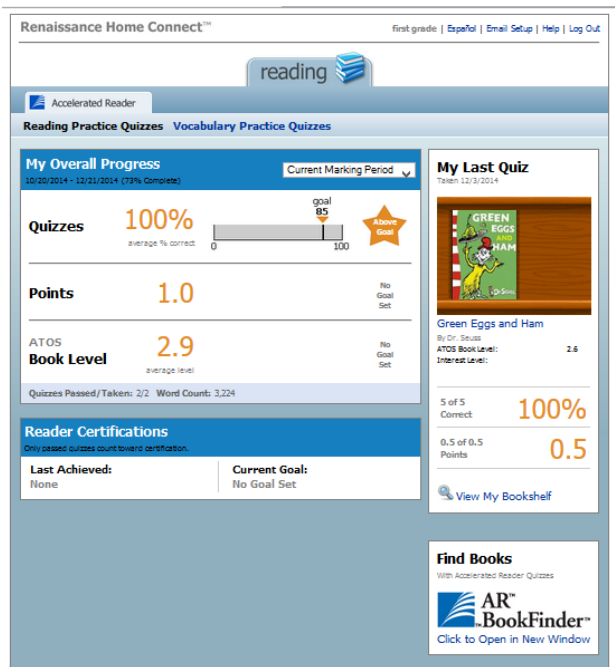 Renaissance Home Connect™
first grade | Español | Email Setup | Help | Log Out
reading
Accelerated Reader
Reading Practice Quizzes Vocabulary Practice Quizzes
My Overall Progress
10/20/2014 - 12/21/2014 (73% Complete)
Current Marking Period
Quizzes
100%
average % correct
goal
85
0
100
Above
Goal
Points
1.0
No
Goal
Set
ATOS
Book Level
2.9
average level
No
Goal
Set
Quizzes Passed/Taken: 2/2 Word Count: 3,224
Reader Certifications
Only passed quizzes count toward certification.
Last Achieved:
None
Current Goal:
No Goal Set
My Last Quiz
Taken 12/3/2014
GREEN
EGGS
AND
HAM
Dr. Seuss
Green Eggs and Ham
By Dr. Seuss
ATOS Book Level: 2.6
Interest Level:
5 of 5
Correct
100%
0.5 of 0.5
Points
0.5
View My Bookshelf
Find Books
With Accelerated Reader Quizzes
AR™
BookFinder™
Click to Open in New Window